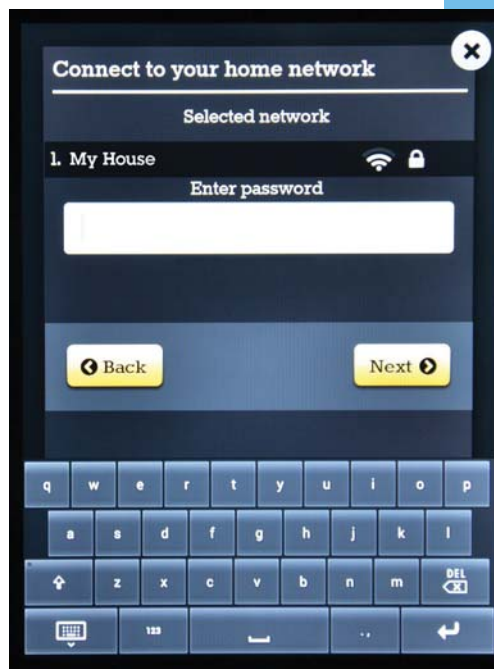 Connect to your home network
Selected network
1. My House
Enter password
Back
Next
q w e r t y u i o p
a s d f g h j k l
z x c v b n m DEL
123 .,